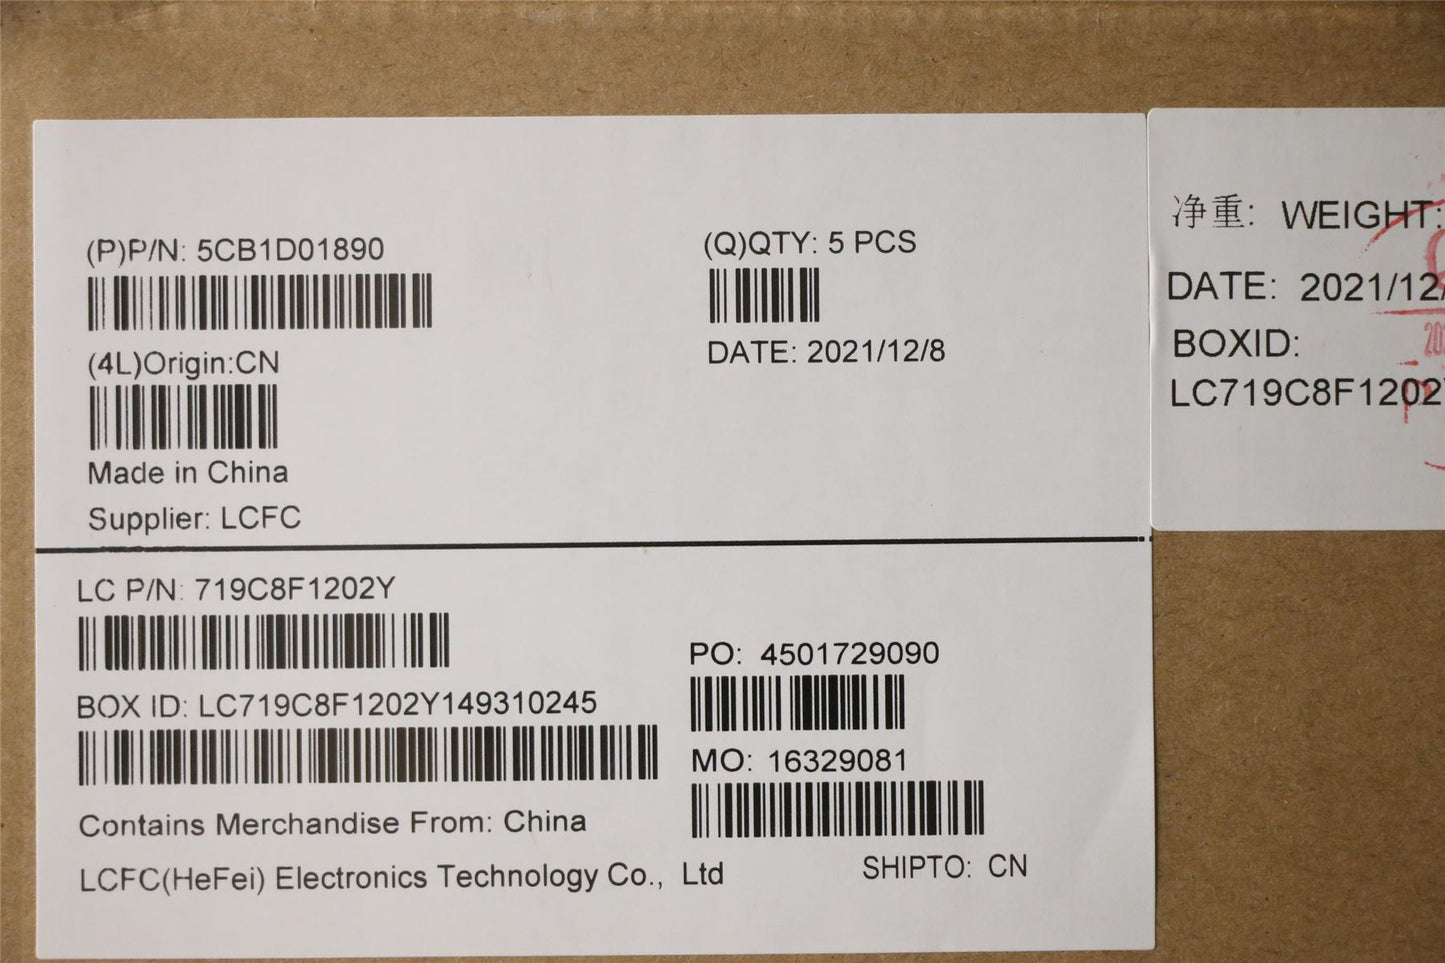 (P)P/N: 5CB1D01890
(Q)QTY: 5 PCS
DATE: 2021/12/8
(4L)Origin:CN
Made in China
Supplier: LCFC
LC P/N: 719C8F1202Y
BOX ID: LC719C8F1202Y149310245
PO: 4501729090
MO: 16329081
Contains Merchandise From: China
LCFC(HeFei) Electronics Technology Co., Ltd
SHIPTO: CN
净重: WEIGHT:
DATE: 2021/12/
BOXID:
LC719C8F1202